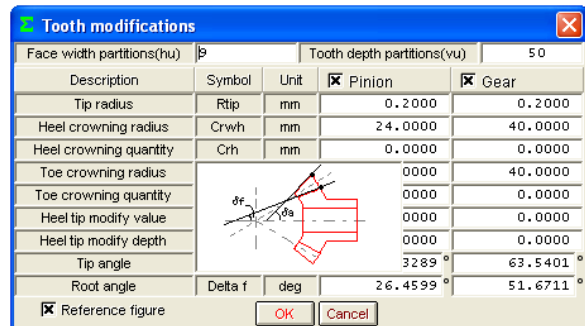 Σ Tooth modifications
Face width partitions(hu) 9 Tooth depth partitions(vu) 50
Description Symbol Unit Pinion Gear
Tip radius Rtip mm 0.2000 0.2000
Heel crowning radius Crwh mm 24.0000 40.0000
Heel crowning quantity Crh mm 0.0000 0.0000
Toe crowning radius 0000 40.0000
Toe crowning quantity 0000 0.0000
Heel tip modify value 0000 0.0000
Heel tip modify depth 0000 0.0000
δf δa
Tip angle 3289 ° 63.5401 °
Root angle Delta f deg 26.4599 ° 51.6711 °
Reference figure OK Cancel